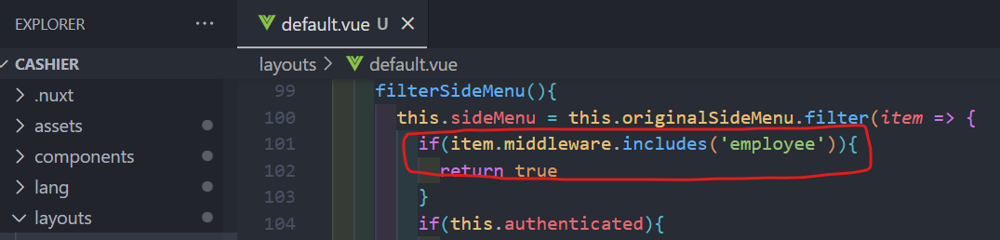 EXPLORER ···
default.vue U ×
CASHIER
layouts > default.vue
.nuxt
assets
components
lang
layouts
99 filterSideMenu(){
100 this.sideMenu = this.originalSideMenu.filter(item => {
101 if(item.middleware.includes('employee')){
102 return true
103 }
104 if(this.authenticated){